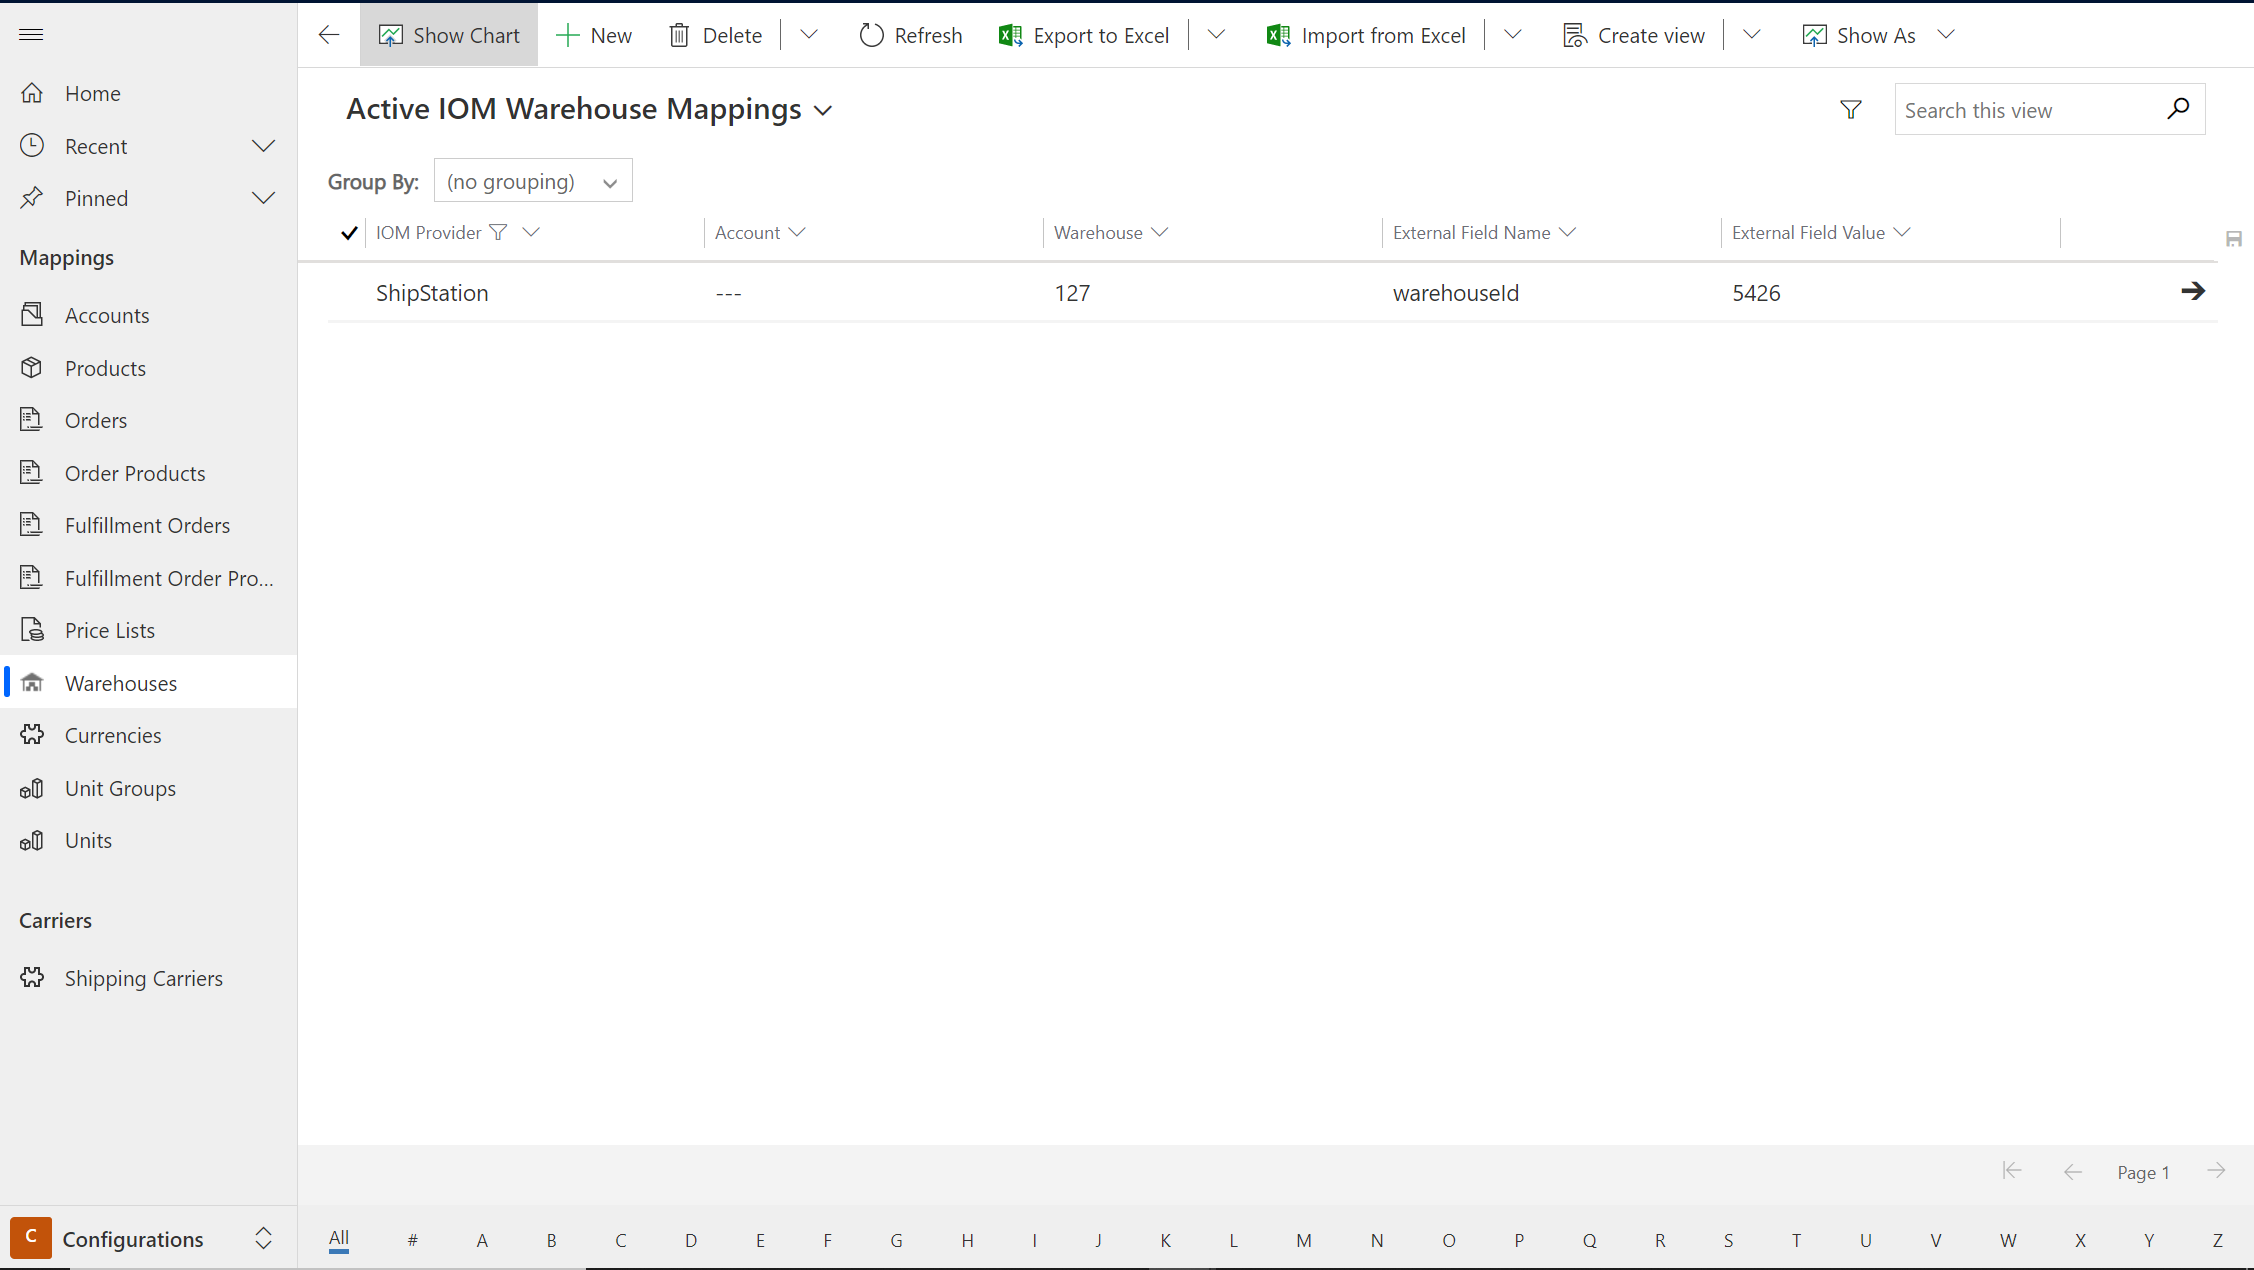 Show Chart New Delete Refresh Export to Excel Import from Excel Create view Show As
Home
Recent
Pinned
Mappings
Accounts
Products
Orders
Order Products
Fulfillment Orders
Fulfillment Order Pro...
Price Lists
Warehouses
Currencies
Unit Groups
Units
Carriers
Shipping Carriers
C Configurations
Active IOM Warehouse Mappings
Search this view
Group By: (no grouping)
IOM Provider Account Warehouse External Field Name External Field Value
ShipStation --- 127 warehouseId 5426
Page 1
All # A B C D E F G H I J K L M N O P Q R S T U V W X Y Z